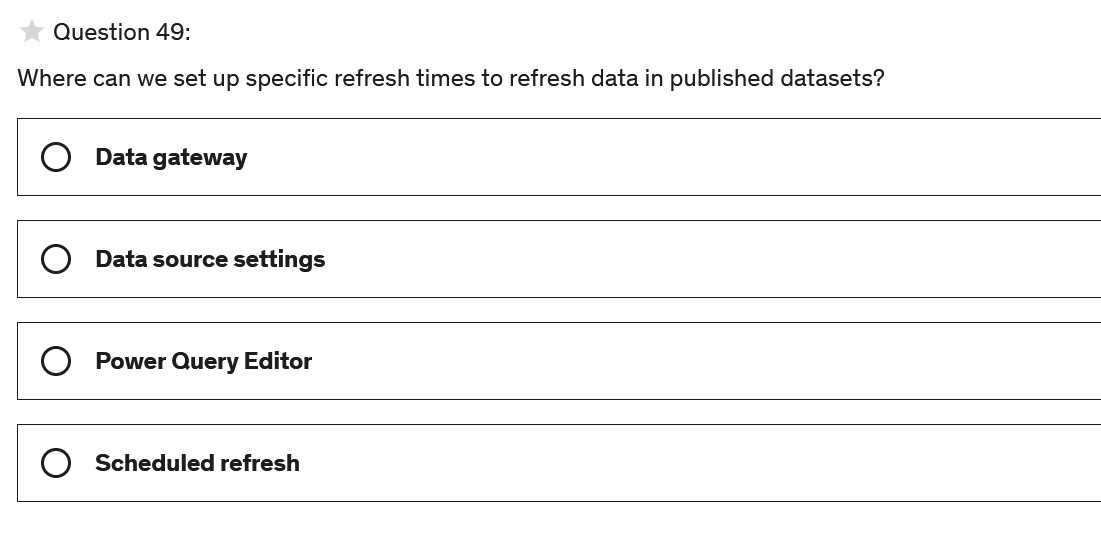 Question 49:
Where can we set up specific refresh times to refresh data in published datasets?
Data gateway
Data source settings
Power Query Editor
Scheduled refresh